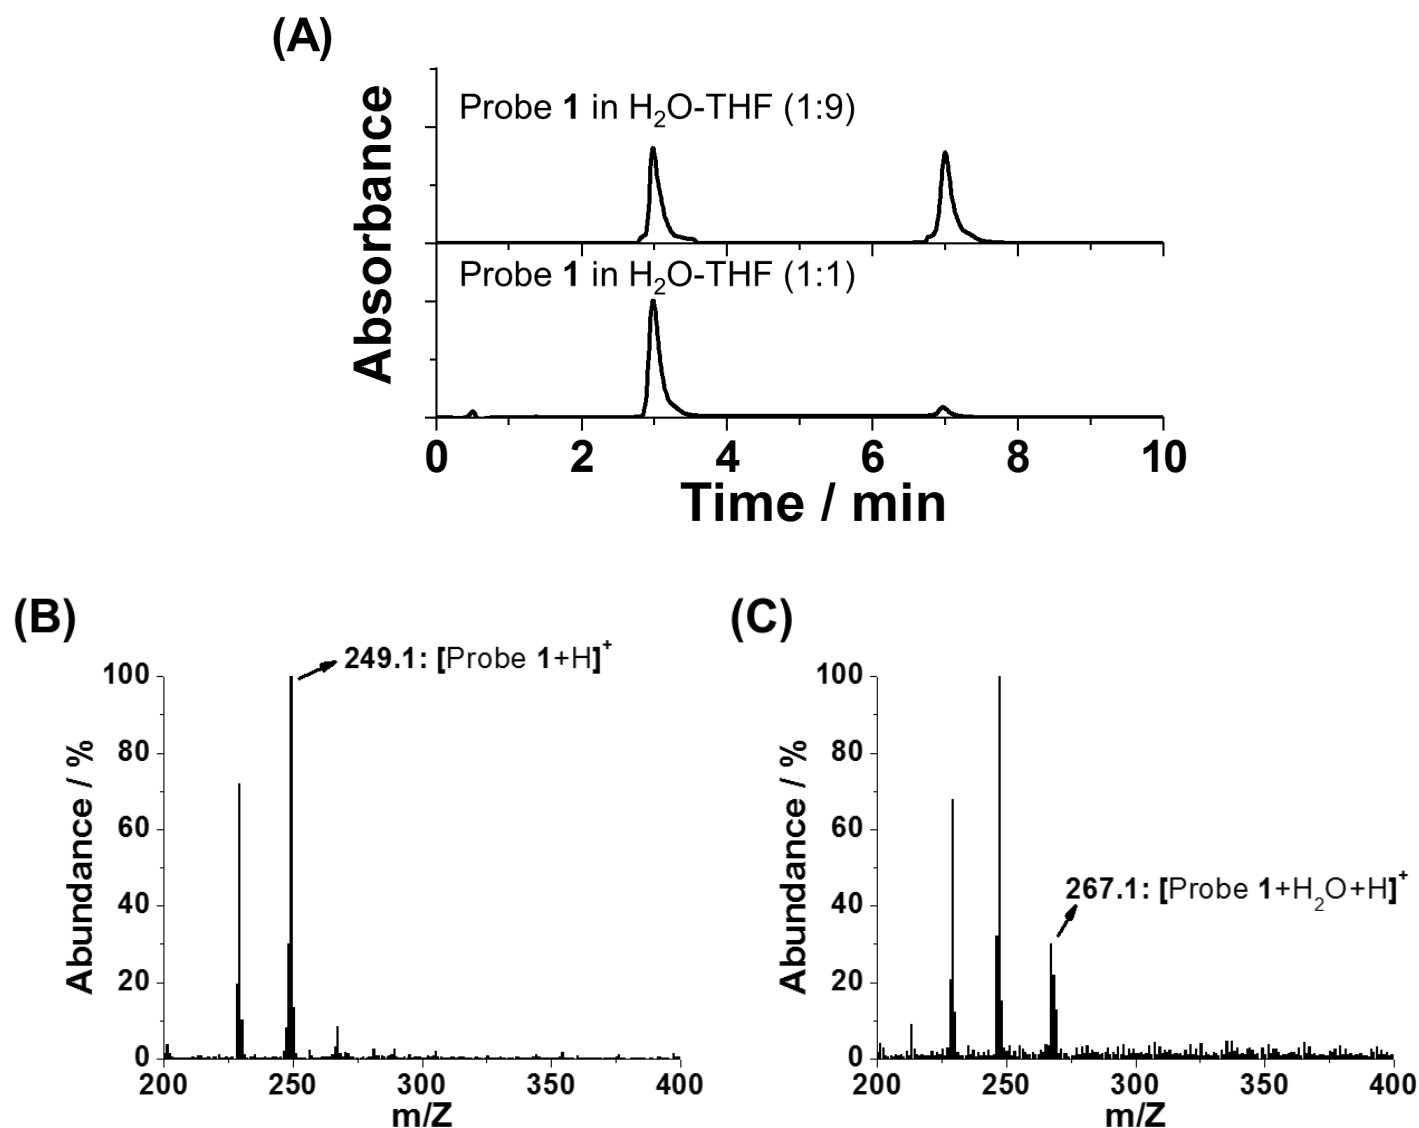 (A)
Absorbance
Probe 1 in H₂O-THF (1:9)
Probe 1 in H₂O-THF (1:1)
0 2 4 6 8 10
Time / min
(B)
249.1: [Probe 1+H]⁺
Abundance / %
100
80
60
40
20
0
200 250 300 350 400
m/Z
(C)
267.1: [Probe 1+H₂O+H]⁺
Abundance / %
100
80
60
40
20
0
200 250 300 350 400
m/Z